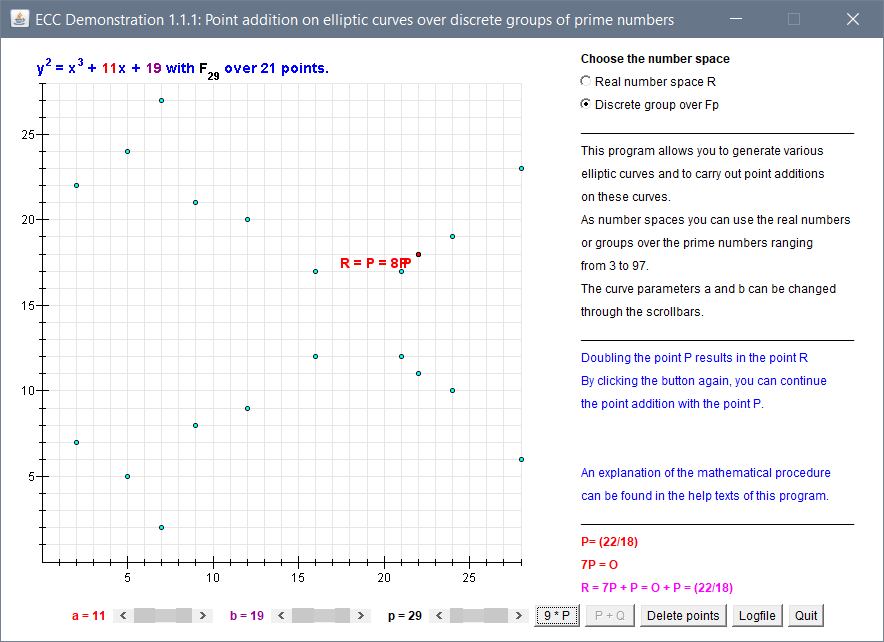 ECC Demonstration 1.1.1: Point addition on elliptic curves over discrete groups of prime numbers
y² = x³ + 11x + 19 with F₂₉ over 21 points.
25
20
15
10
5
R = P = 8P
5
10
15
20
25
Choose the number space
Real number space R
Discrete group over Fp
This program allows you to generate various
elliptic curves and to carry out point additions
on these curves.
As number spaces you can use the real numbers
or groups over the prime numbers ranging
from 3 to 97.
The curve parameters a and b can be changed
through the scrollbars.
Doubling the point P results in the point R
By clicking the button again, you can continue
the point addition with the point P.
An explanation of the mathematical procedure
can be found in the help texts of this program.
P= (22/18)
7P = O
R = 7P + P = O + P = (22/18)
a = 11
b = 19
p = 29
9 * P
P + Q
Delete points
Logfile
Quit